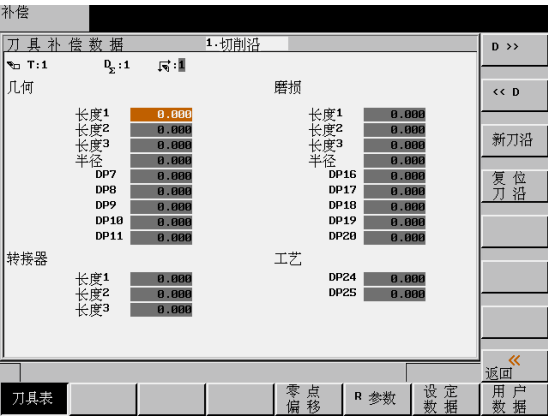 补偿
刀具补偿数据 1.切削沿
T:1 DΣ:1 :1
几何 磨损
长度1 0.000 长度1 0.000
长度2 0.000 长度2 0.000
长度3 0.000 长度3 0.000
半径 0.000 半径 0.000
DP7 0.000 DP16 0.000
DP8 0.000 DP17 0.000
DP9 0.000 DP18 0.000
DP10 0.000 DP19 0.000
DP11 0.000 DP20 0.000
转接器 工艺
长度1 0.000 DP24 0.000
长度2 0.000 DP25 0.000
长度3 0.000
D >>
<< D
新刀沿
复位
刀沿
«
返回
刀具表
零点
偏移
R 参数
设定
数据
用户
数据